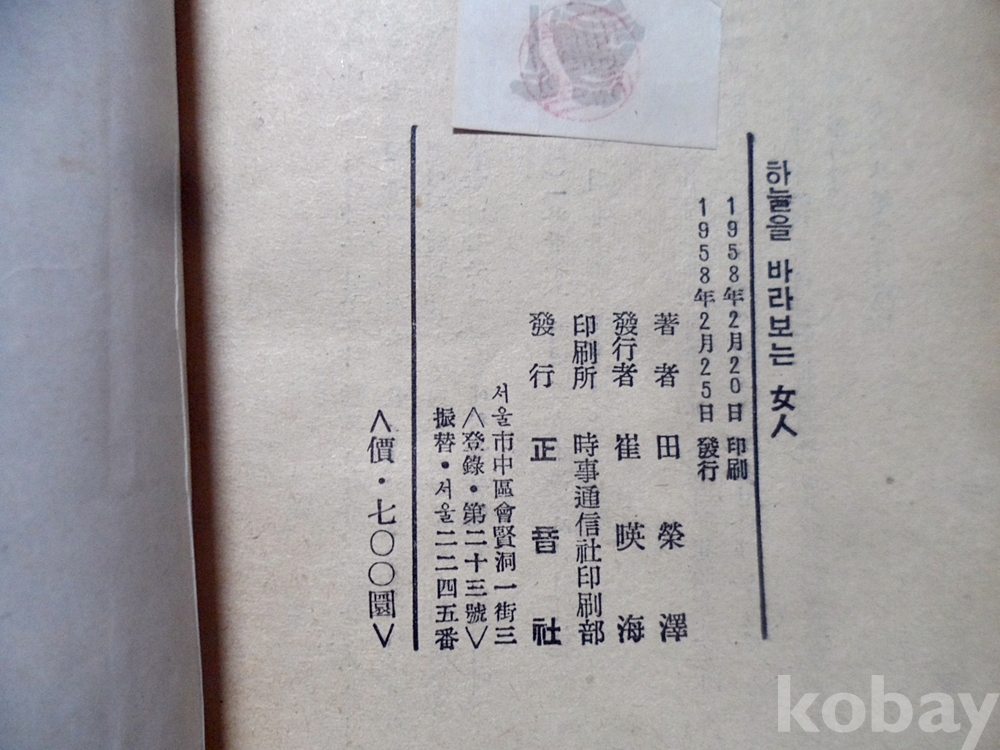 하늘을 바라보는 女人
1958年2月20日 印刷
1958年2月25日 發行
著者 田榮澤
發行者 崔暎海
印刷所 時事通信社印刷部
發行 正音社
서울市中區會賢洞一街三
<登錄·第二十三號>
振替·서울二二四五番
<價·七〇〇圜>
kobay